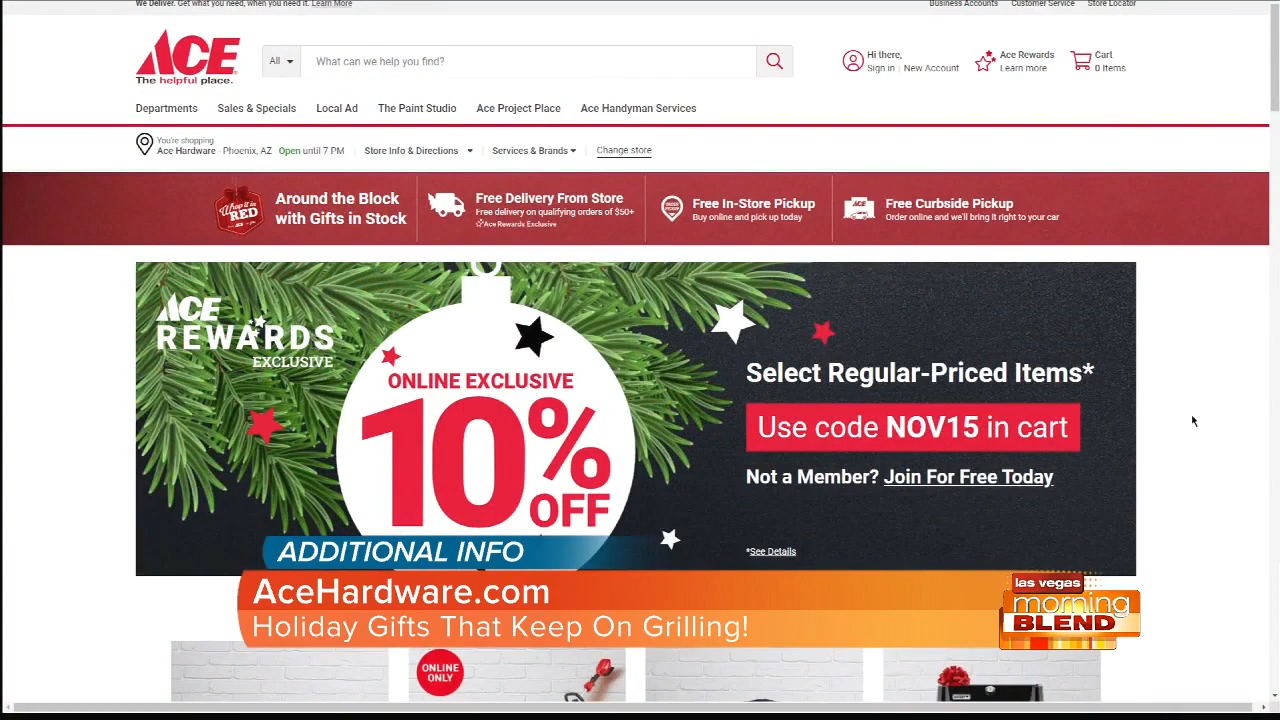 We Deliver. Get what you need, when you need it. Learn More
Business Accounts Customer Service Store Locator
ACE
The helpful place.
All
What can we help you find?
Hi there,
Sign in | New Account
Ace Rewards
Learn more
Cart
0 Items
Departments Sales & Specials Local Ad The Paint Studio Ace Project Place Ace Handyman Services
You're shopping
Ace Hardware - Phoenix, AZ Open until 7 PM
Store Info & Directions
Services & Brands
Change store
Wrap it in
RED
Around the Block
with Gifts in Stock
Free Delivery From Store
Free delivery on qualifying orders of $50+
Ace Rewards Exclusive
ORDER
PICKUP
Free In-Store Pickup
Buy online and pick up today
ACE
Free Curbside Pickup
Order online and we'll bring it right to your car
ACE
REWARDS
EXCLUSIVE
ONLINE EXCLUSIVE
10%
OFF
Select Regular-Priced Items*
Use code NOV15 in cart
Not a Member? Join For Free Today
*See Details
ADDITIONAL INFO
AceHardware.com
Holiday Gifts That Keep On Grilling!
las vegas
morning
BLEND
ONLINE
ONLY